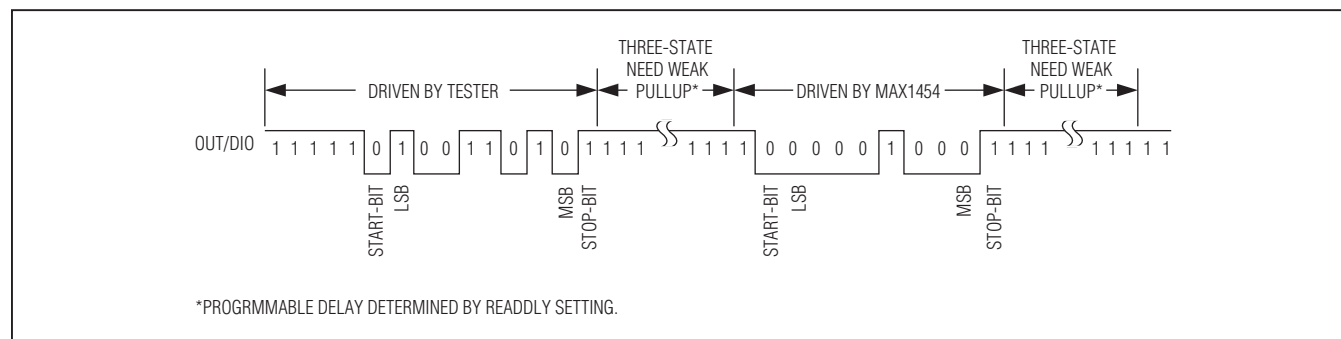 THREE-STATE
NEED WEAK
PULLUP*
THREE-STATE
NEED WEAK
PULLUP*
DRIVEN BY TESTER
DRIVEN BY MAX1454
OUT/DIO
1 1 1 1 1 0 1 0 0 1 1 0 1 0 1 1 1 1 1 1 1 1 0 0 0 0 0 1 0 0 0 1 1 1 1 1 1 1 1 1
START-BIT
LSB
MSB
STOP-BIT
START-BIT
LSB
MSB
STOP-BIT
*PROGRMMABLE DELAY DETERMINED BY READDLY SETTING.